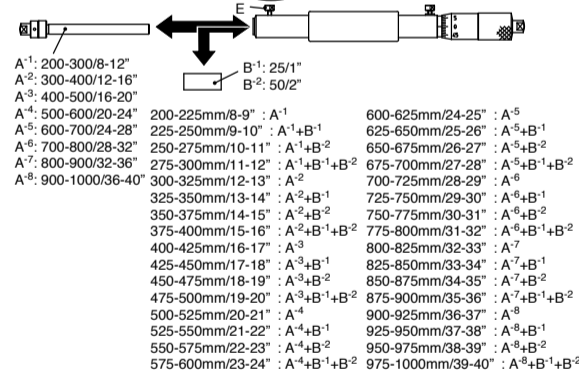 E
5
0
45
A-1: 200-300/8-12”
A-2: 300-400/12-16”
A-3: 400-500/16-20”
A-4: 500-600/20-24”
A-5: 600-700/24-28”
A-6: 700-800/28-32”
A-7: 800-900/32-36”
A-8: 900-1000/36-40”
B-1: 25/1”
B-2: 50/2”
200-225mm/8-9” : A-1
225-250mm/9-10” : A-1+B-1
250-275mm/10-11” : A-1+B-2
275-300mm/11-12” : A-1+B-1+B-2
300-325mm/12-13” : A-2
325-350mm/13-14” : A-2+B-1
350-375mm/14-15” : A-2+B-2
375-400mm/15-16” : A-2+B-1+B-2
400-425mm/16-17” : A-3
425-450mm/17-18” : A-3+B-1
450-475mm/18-19” : A-3+B-2
475-500mm/19-20” : A-3+B-1+B-2
500-525mm/20-21” : A-4
525-550mm/21-22” : A-4+B-1
550-575mm/22-23” : A-4+B-2
575-600mm/23-24” : A-4+B-1+B-2
600-625mm/24-25” : A-5
625-650mm/25-26” : A-5+B-1
650-675mm/26-27” : A-5+B-2
675-700mm/27-28” : A-5+B-1+B-2
700-725mm/28-29” : A-6
725-750mm/29-30” : A-6+B-1
750-775mm/30-31” : A-6+B-2
775-800mm/31-32” : A-6+B-1+B-2
800-825mm/32-33” : A-7
825-850mm/33-34” : A-7+B-1
850-875mm/34-35” : A-7+B-2
875-900mm/35-36” : A-7+B-1+B-2
900-925mm/36-37” : A-8
925-950mm/37-38” : A-8+B-1
950-975mm/38-39” : A-8+B-2
975-1000mm/39-40” : A-8+B-1+B-2